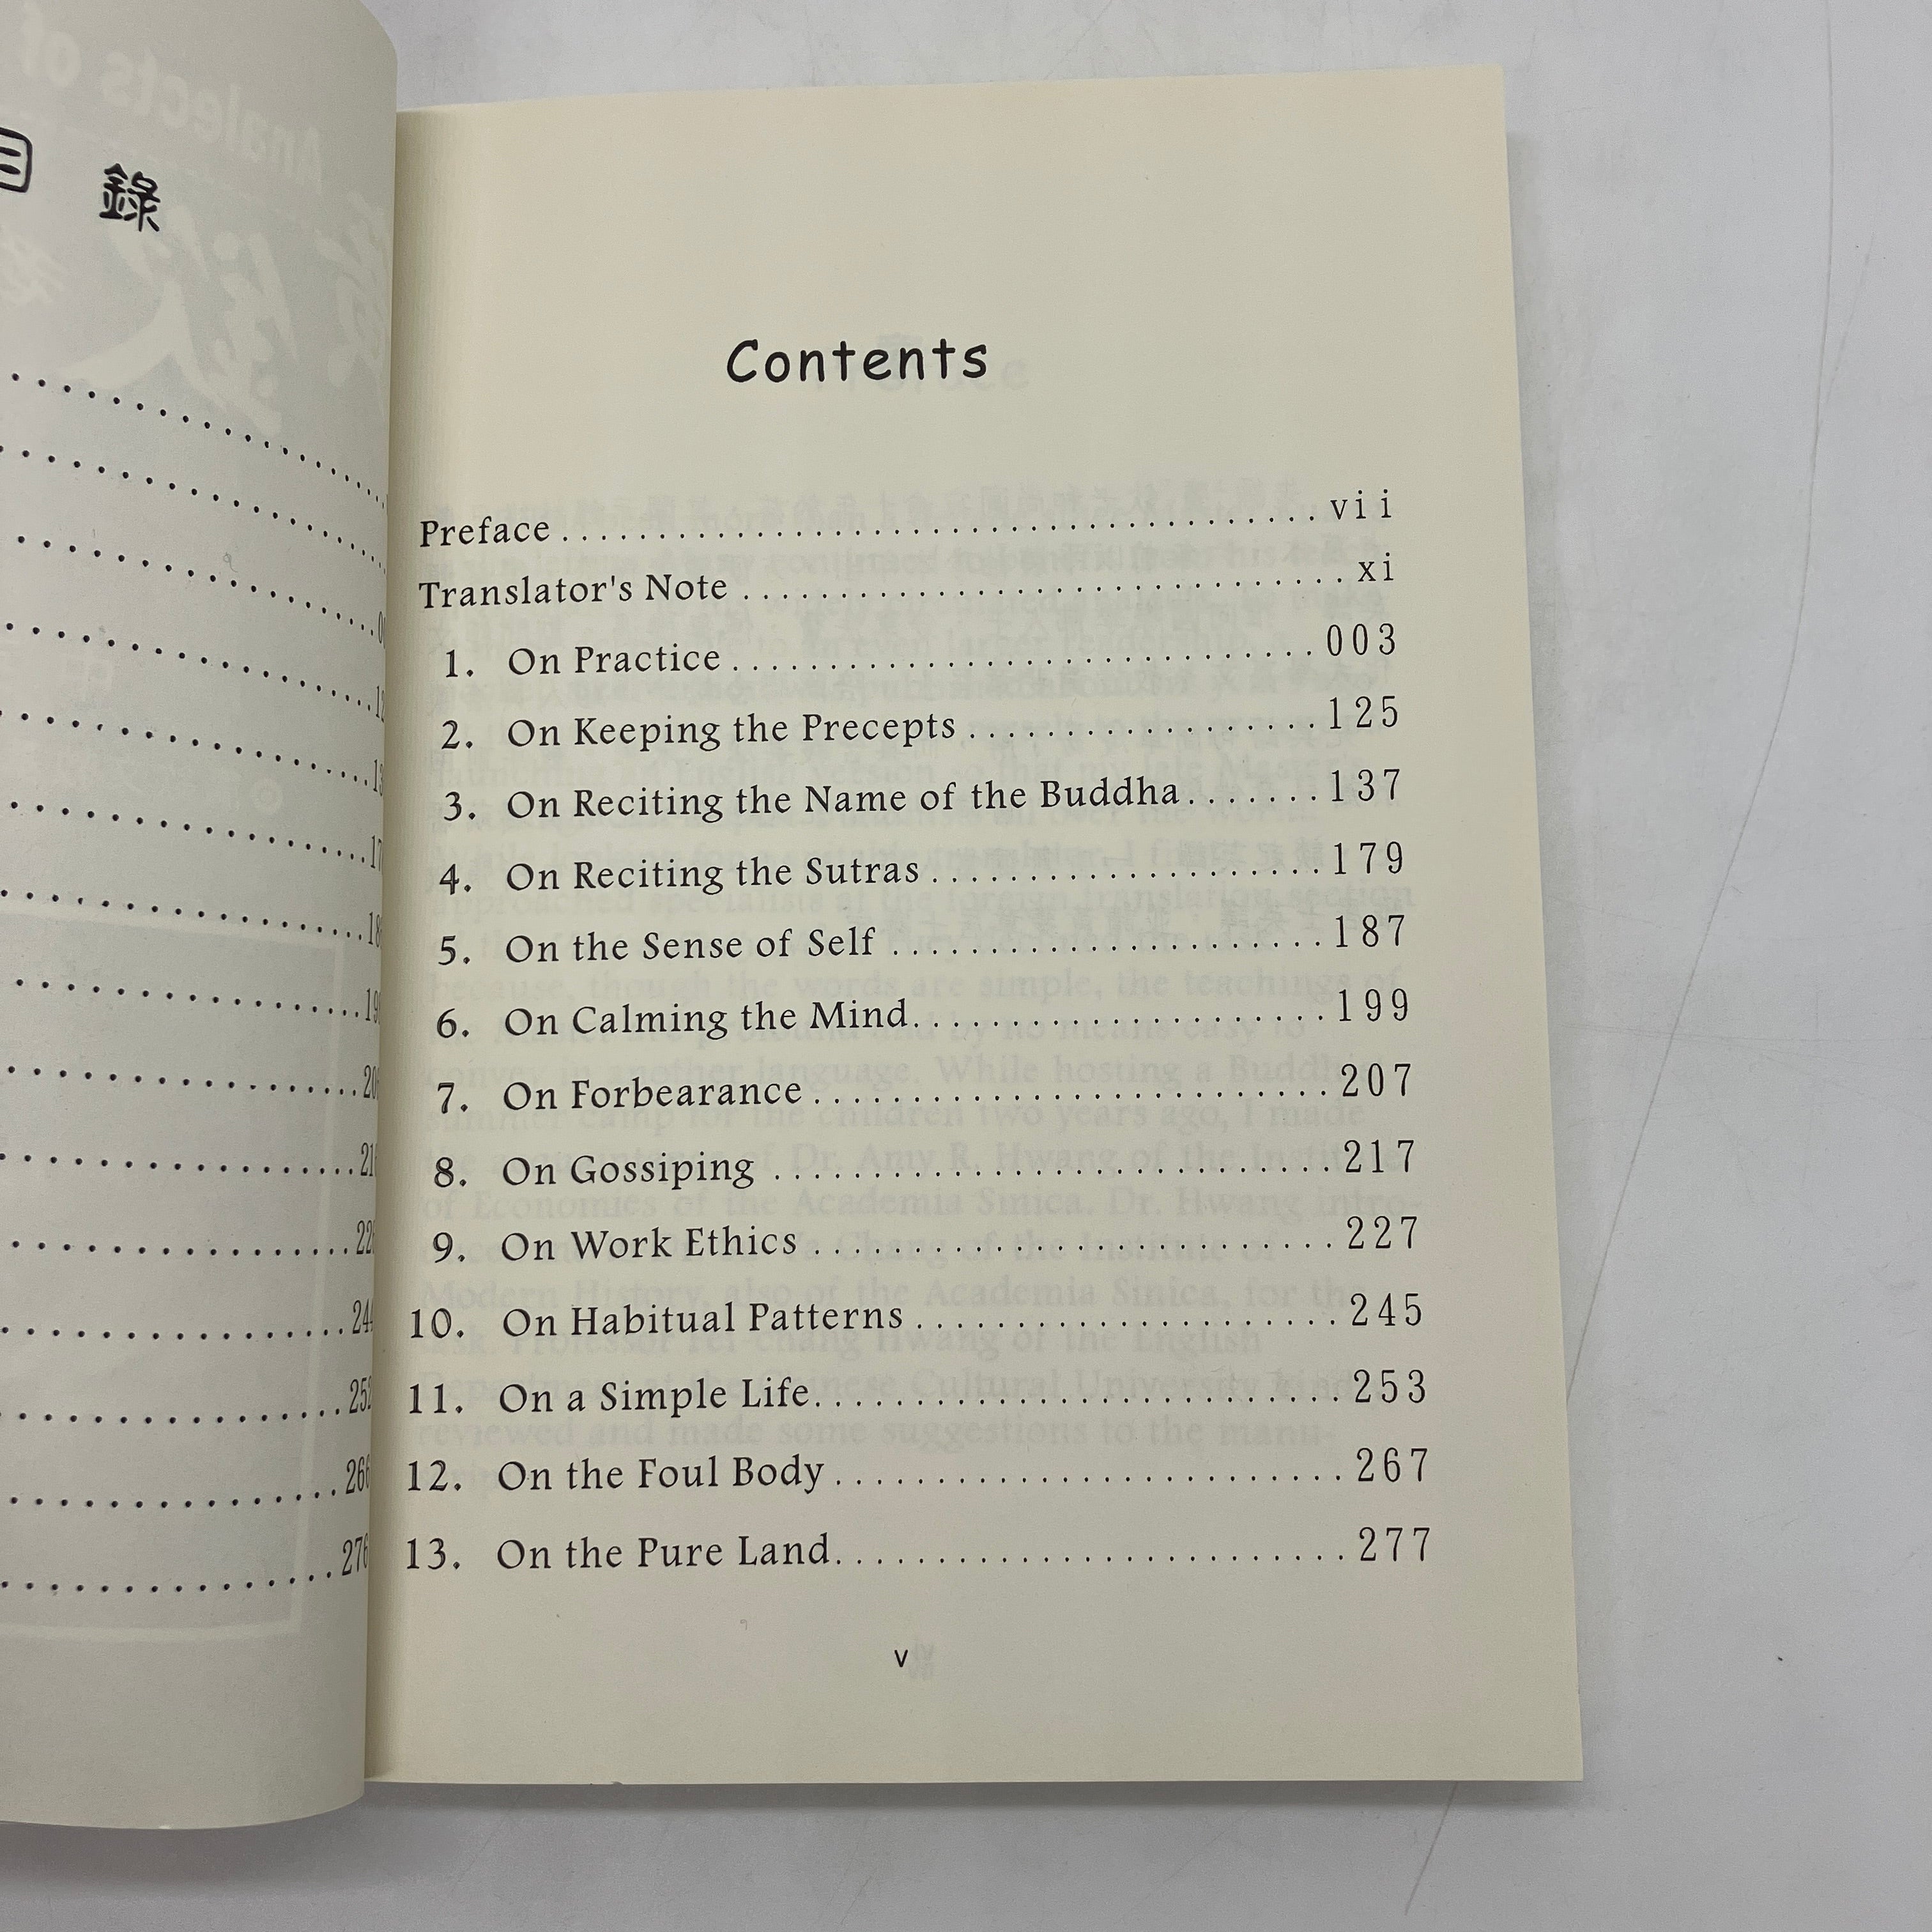 目 錄
276
Contents
Preface ........................................ vii
Translator's Note ............................... xi
1. On Practice .............................. 003
2. On Keeping the Precepts .................. 125
3. On Reciting the Name of the Buddha ....... 137
4. On Reciting the Sutras .................... 179
5. On the Sense of Self ...................... 187
6. On Calming the Mind ..................... 199
7. On Forbearance .......................... 207
8. On Gossiping ............................ 217
9. On Work Ethics .......................... 227
10. On Habitual Patterns ..................... 245
11. On a Simple Life .......................... 253
12. On the Foul Body ......................... 267
13. On the Pure Land ......................... 277
v